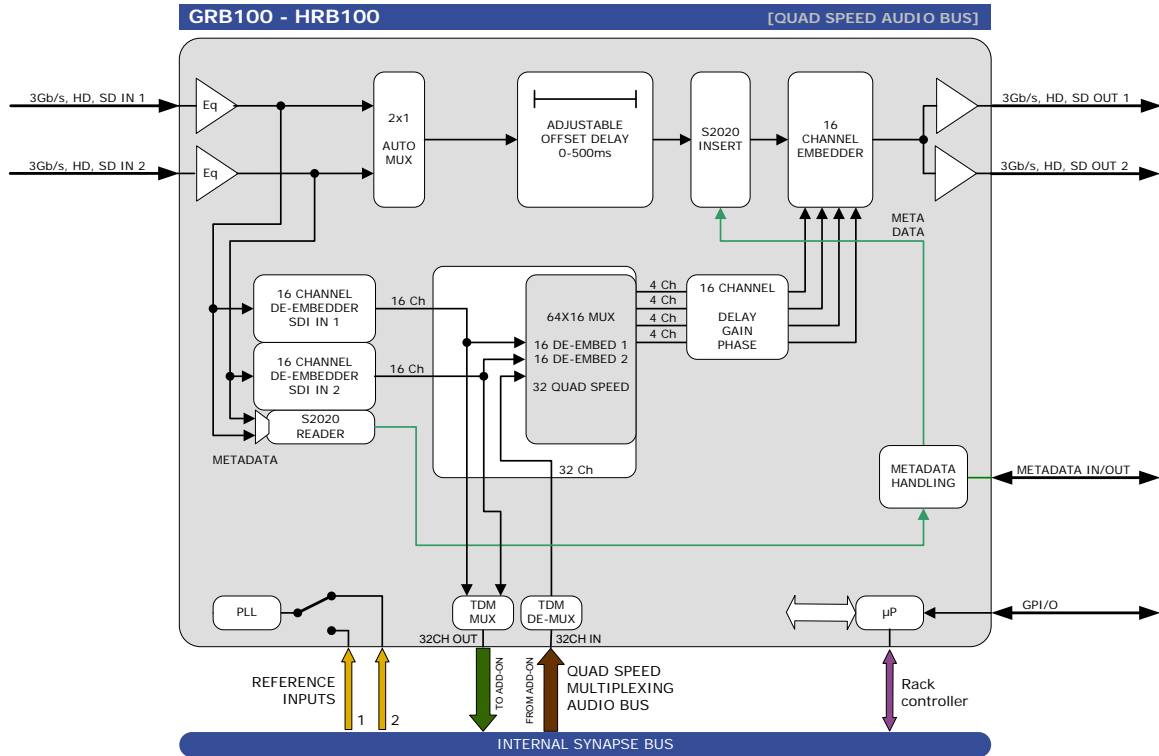 GRB100 - HRB100
[QUAD SPEED AUDIO BUS]
3Gb/s, HD, SD IN 1
Eq
2x1
AUTO
MUX
ADJUSTABLE
OFFSET DELAY
0-500ms
S2020
INSERT
16
CHANNEL
EMBEDDER
3Gb/s, HD, SD OUT 1
3Gb/s, HD, SD IN 2
Eq
3Gb/s, HD, SD OUT 2
META
DATA
16 CHANNEL
DE-EMBEDDER
SDI IN 1
16 Ch
16 CHANNEL
DE-EMBEDDER
SDI IN 2
16 Ch
S2020
READER
METADATA
64X16 MUX
16 DE-EMBED 1
16 DE-EMBED 2
32 QUAD SPEED
32 Ch
4 Ch
4 Ch
4 Ch
4 Ch
16 CHANNEL
DELAY
GAIN
PHASE
METADATA
HANDLING
METADATA IN/OUT
PLL
TDM
MUX
TDM
DE-MUX
µP
GPI/O
32CH OUT
32CH IN
REFERENCE
INPUTS
1
2
TO ADD-ON
FROM ADD-ON
QUAD SPEED
MULTIPLEXING
AUDIO BUS
Rack
controller
INTERNAL SYNAPSE BUS